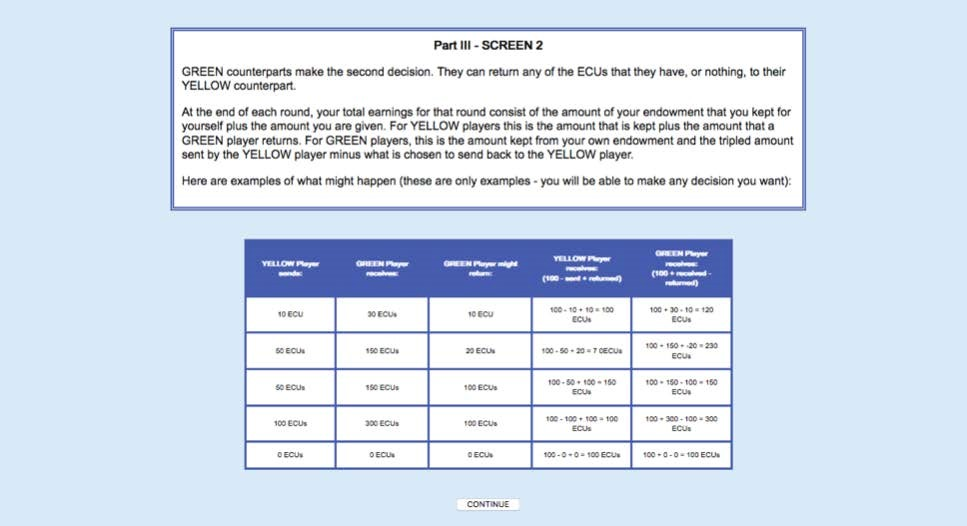 Part III - SCREEN 2
GREEN counterparts make the second decision. They can return any of the ECUs that they have, or nothing, to their
YELLOW counterpart.
At the end of each round, your total earnings for that round consist of the amount of your endowment that you kept for
yourself plus the amount you are given. For YELLOW players this is the amount that is kept plus the amount that a
GREEN player returns. For GREEN players, this is the amount kept from your own endowment and the tripled amount
sent by the YELLOW player minus what is chosen to send back to the YELLOW player.
Here are examples of what might happen (these are only examples - you will be able to make any decision you want):
YELLOW Player
sends:
GREEN Player
receives:
GREEN Player might
return:
YELLOW Player
receives:
(100 - sent + returned)
GREEN Player
receives:
(100 + received -
returned)
10 ECU
30 ECUs
10 ECU
100 - 10 + 10 = 100
ECUs
100 + 30 - 10 = 120
ECUs
50 ECUs
150 ECUs
20 ECUs
100 - 50 + 20 = 7 0ECUs
100 + 150 + -20 = 230
ECUs
50 ECUs
150 ECUs
100 ECUs
100 - 50 + 100 = 150
ECUs
100 + 150 - 100 = 150
ECUs
100 ECUs
300 ECUs
100 ECUs
100 - 100 + 100 = 100
ECUs
100 + 300 - 100 = 300
ECUs
0 ECUs
0 ECUs
0 ECUs
100 - 0 + 0 = 100 ECUs
100 + 0 - 0 = 100 ECUs
CONTINUE